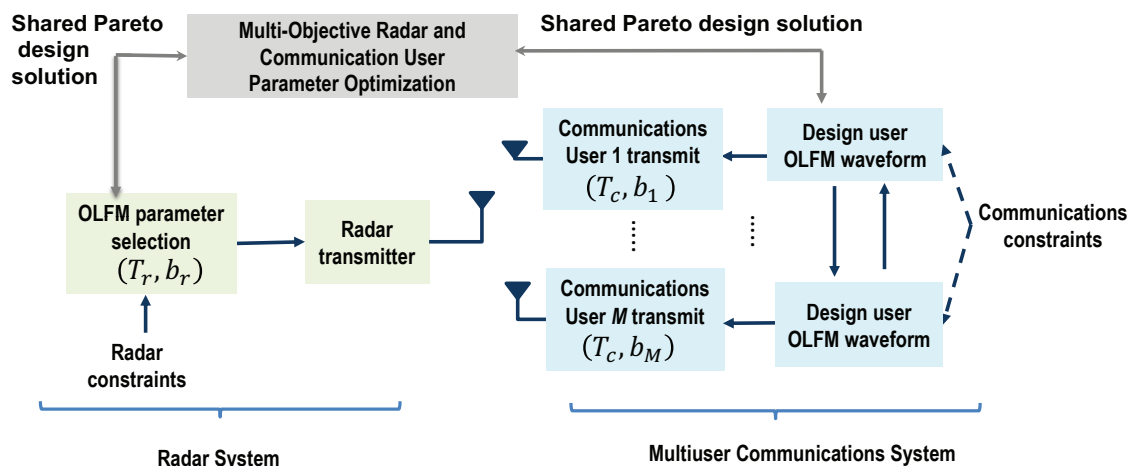 Shared Pareto
design
solution
Multi-Objective Radar and
Communication User
Parameter Optimization
Shared Pareto design solution
OLFM parameter
selection
(T_r, b_r)
Radar
transmitter
Radar
constraints
Radar System
Communications
User 1 transmit
(T_c, b_1)
Design user
OLFM waveform
Communications
constraints
Communications
User M transmit
(T_c, b_M)
Design user
OLFM waveform
Multiuser Communications System